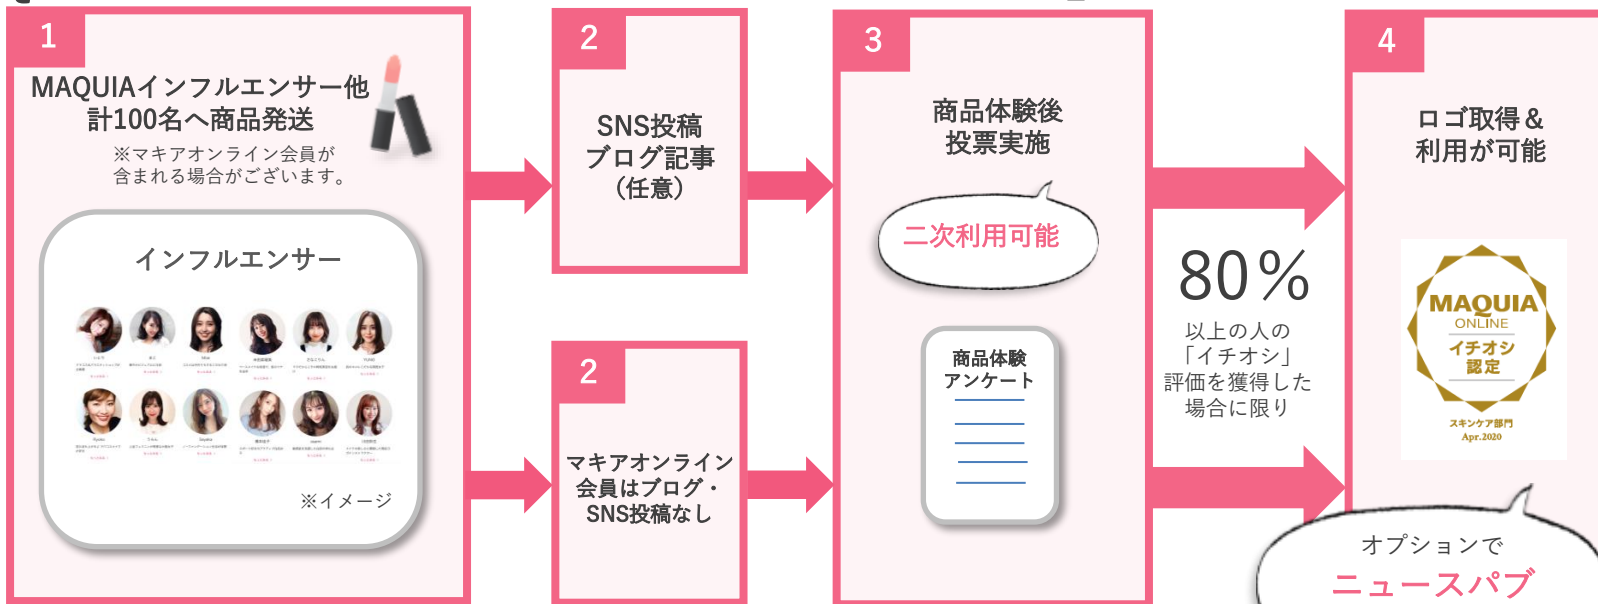 1
MAQUIAインフルエンサー他
計100名へ商品発送
※マキアオンライン会員が
含まれる場合がございます。
インフルエンサー
※イメージ
2
SNS投稿
ブログ記事
（任意）
2
マキアオンライン
会員はブログ・
SNS投稿なし
3
商品体験後
投票実施
二次利用可能
商品体験
アンケート
80％
以上の人の
「イチオシ」
評価を獲得した
場合に限り
4
ロゴ取得＆
利用が可能
MAQUIA
ONLINE
イチオシ
認定
スキンケア部門
Apr.2020
オプションで
ニュースパブ